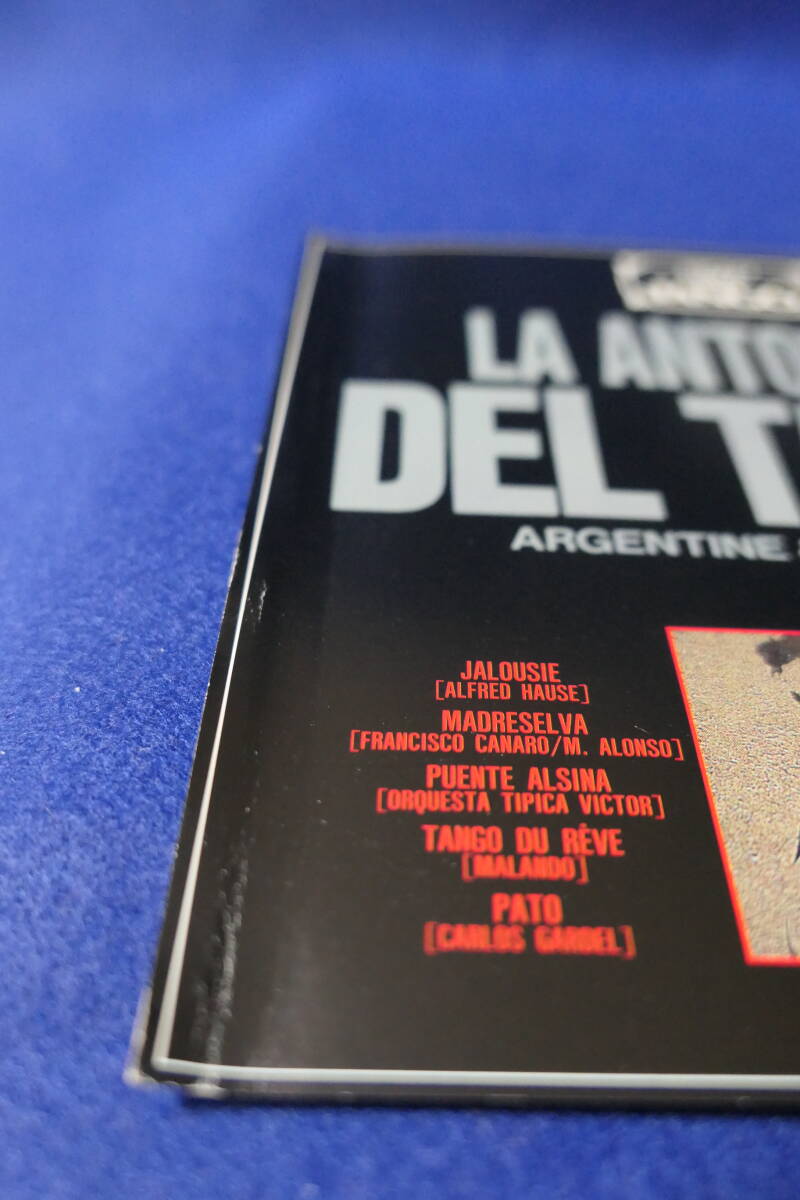 LA ANTO
DEL T
ARGENTINE &
JALOUSIE
[ALFRED HAUSE]
MADRESELVA
[FRANCISCO CANARO/M. ALONSO]
PUENTE ALSINA
[ORQUESTA TIPICA VICTOR]
TANGO DU RÊVE
[MALANDO]
PATO
[CARLOS GARDEL]